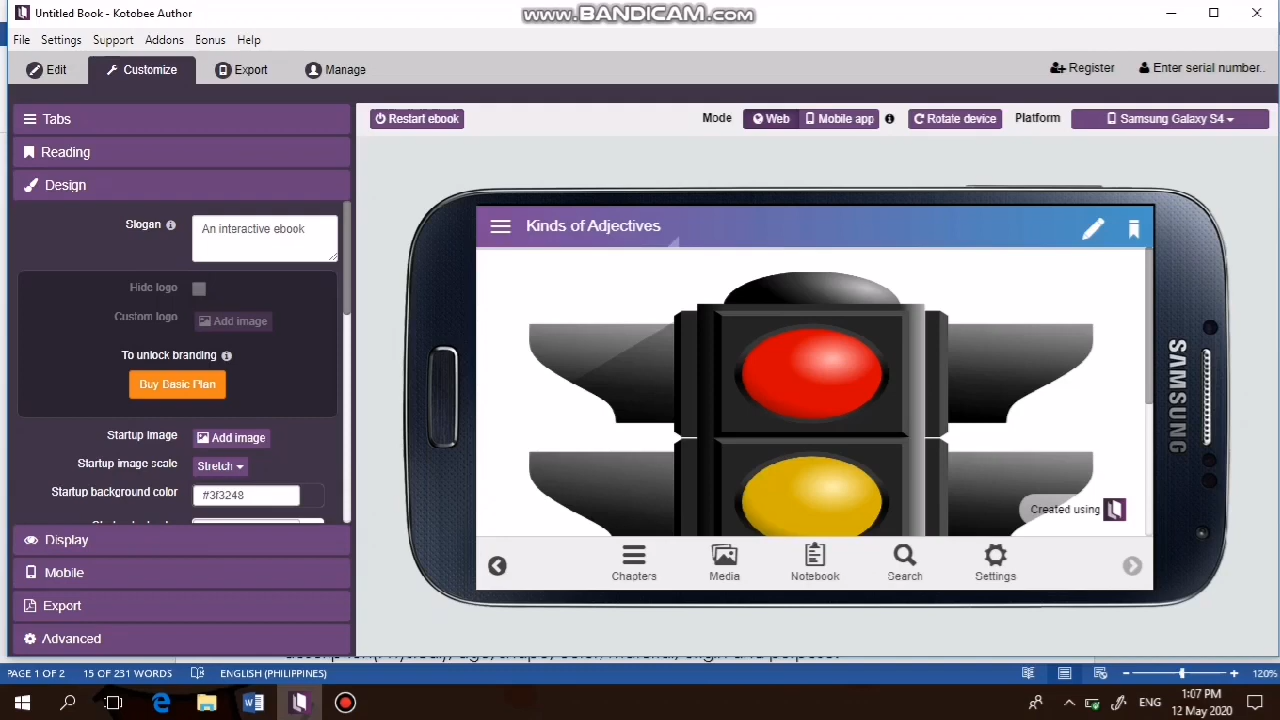 Untitled Book - Kotobee Author
www.BANDICAM.com
File Settings Support Addons Bonus Help
Edit Customize Export Manage Register Enter serial number..
Tabs
Restart ebook Mode Web Mobile app Rotate device Platform Samsung Galaxy S4
Reading
Design
Slogan An interactive ebook
Kinds of Adjectives
Hide logo
Custom logo Add image
To unlock branding
Buy Basic Plan
SAMSUNG
Startup image Add image
Startup image scale Stretch
Startup background color #3f3248
Created using
Display
Mobile
Chapters Media Notebook Search Settings
Export
Advanced
PAGE 1 OF 2 15 OF 231 WORDS ENGLISH (PHILIPPINES) 120%
ENG
1:07 PM
12 May 2020